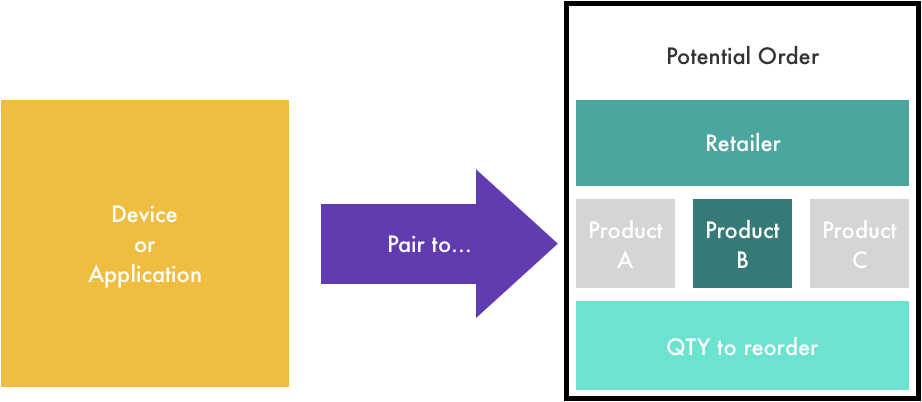 Device
or
Application
Pair to...
Potential Order
Retailer
Product
A
Product
B
Product
C
QTY to reorder